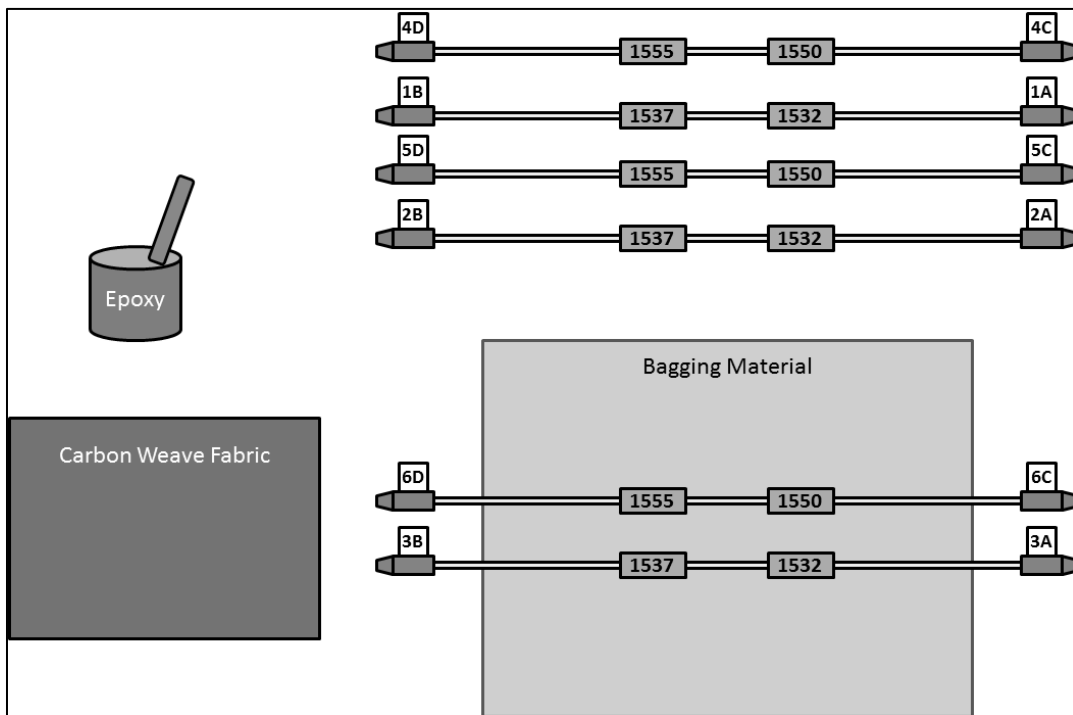 4D 4C
1555 1550
1B 1A
1537 1532
5D 5C
1555 1550
2B 2A
1537 1532
Epoxy
Bagging Material
Carbon Weave Fabric
6D 6C
1555 1550
3B 3A
1537 1532